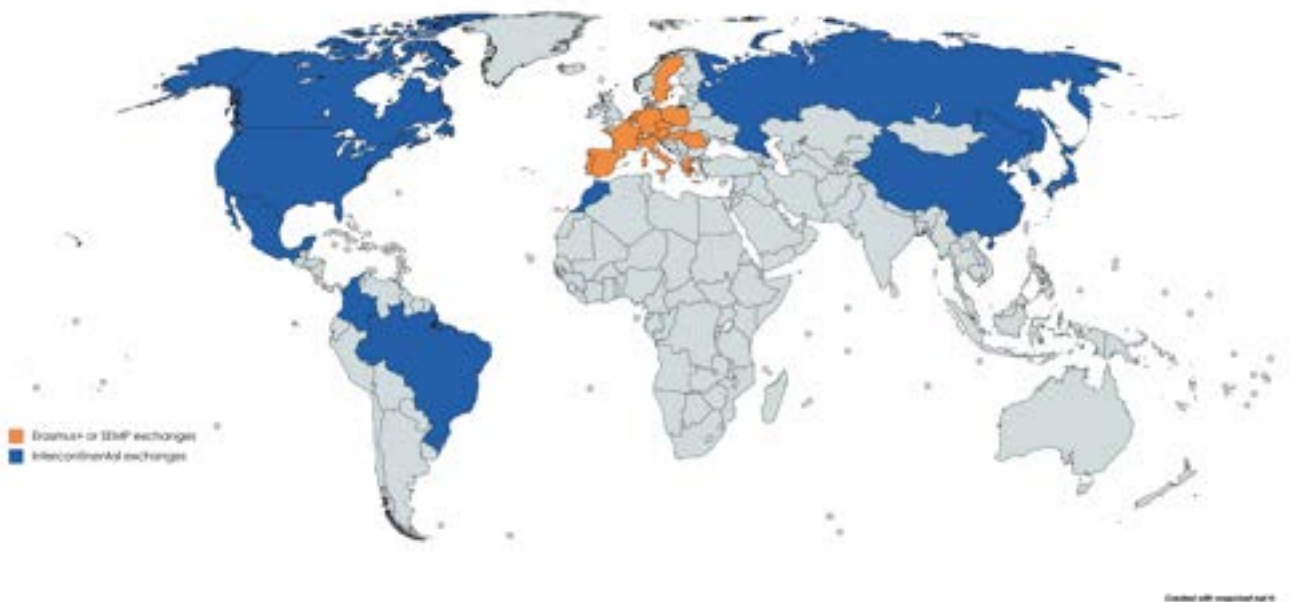 Erasmus+ or SEMP exchanges
Intercontinental exchanges
Created with mapchart.net ©